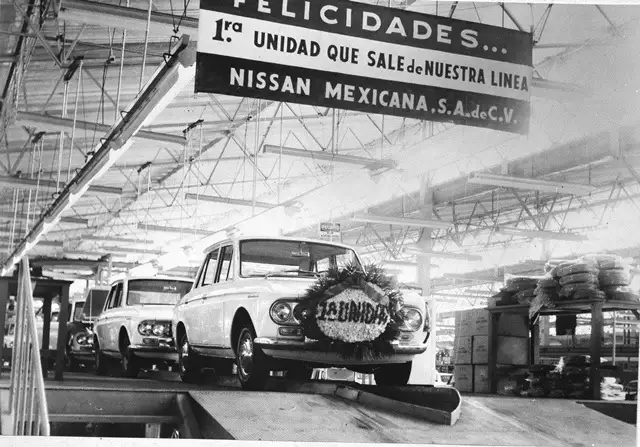 FELICIDADES...
1.ra UNIDAD QUE SALE de NUESTRA LINEA
NISSAN MEXICANA, S.A. de C.V.
1a UNIDAD